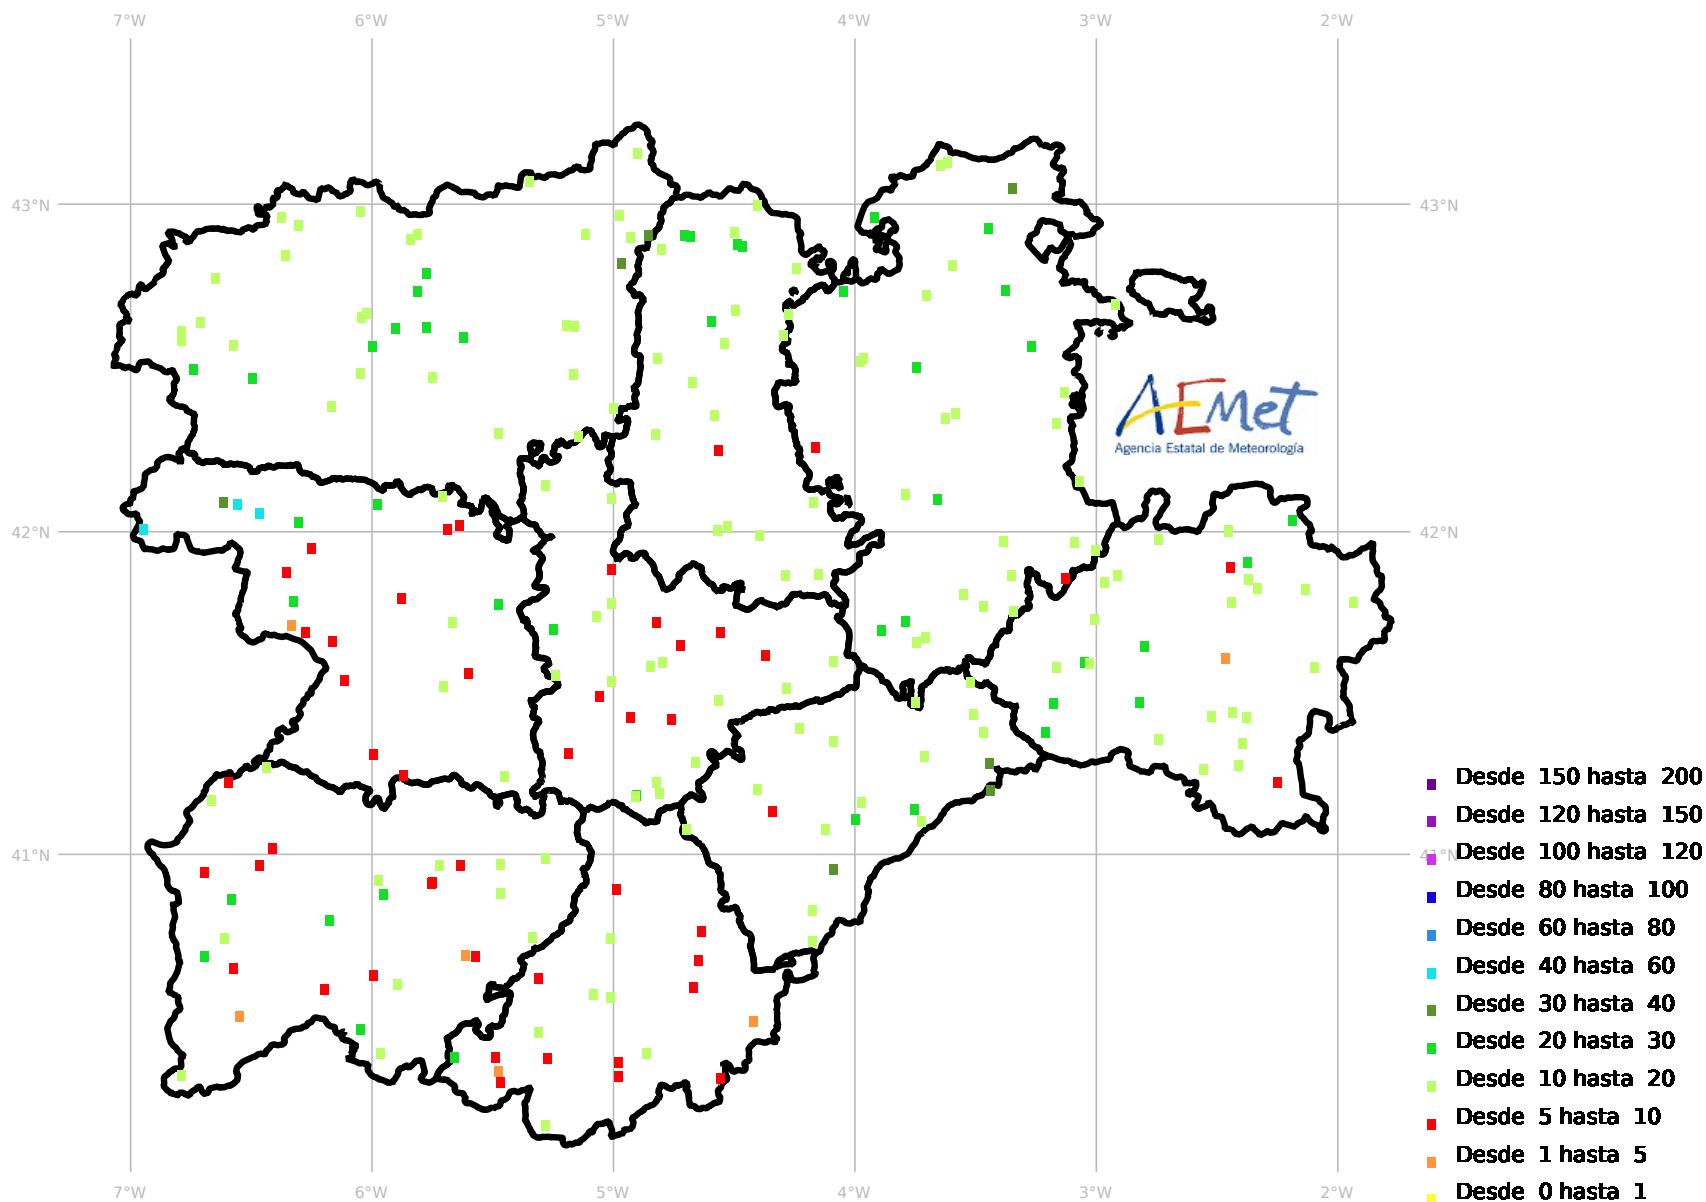 7°W 6°W 5°W 4°W 3°W 2°W
43°N 43°N
AEMet
Agencia Estatal de Meteorología
42°N 42°N
Desde 150 hasta 200
Desde 120 hasta 150
41°N Desde 100 hasta 120 41°N
Desde 80 hasta 100
Desde 60 hasta 80
Desde 40 hasta 60
Desde 30 hasta 40
Desde 20 hasta 30
Desde 10 hasta 20
Desde 5 hasta 10
Desde 1 hasta 5
Desde 0 hasta 1
7°W 6°W 5°W 4°W 3°W 2°W